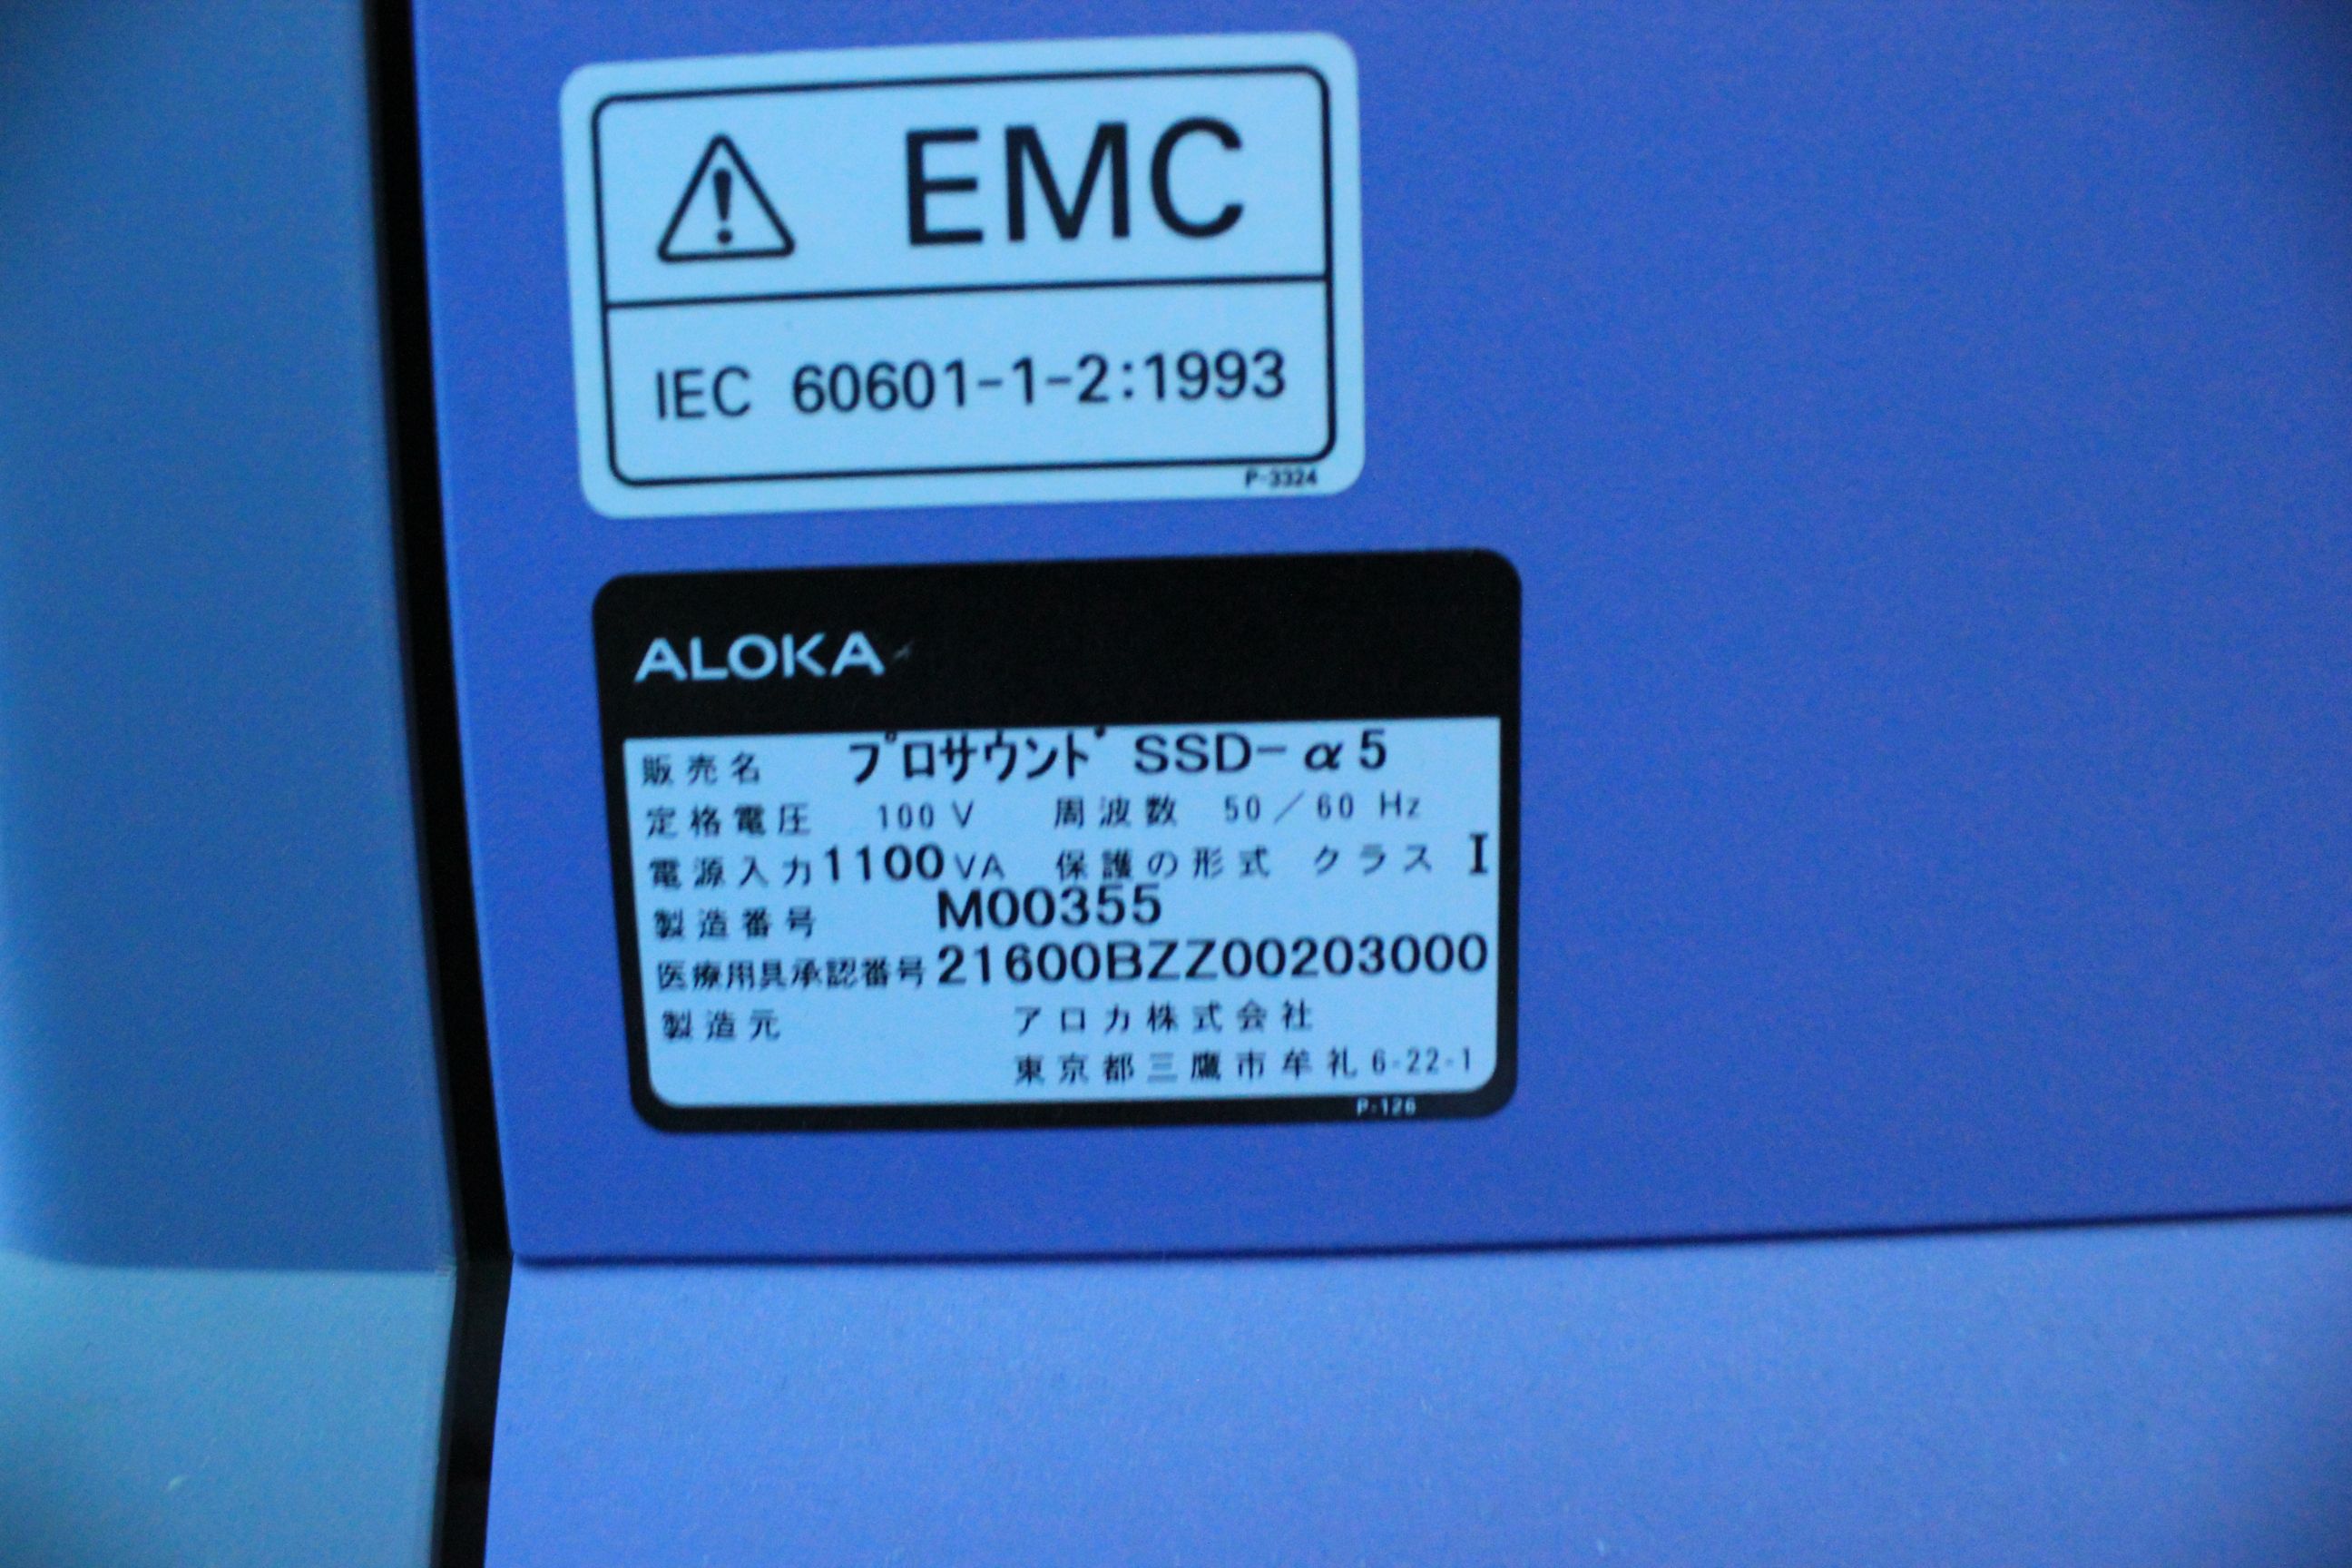 EMC
IEC 60601-1-2:1993
P-3324
ALOKA
販売名 プロサウンド SSD-α5
定格電圧 100 V 周波数 50/60 Hz
電源入力 1100 VA 保護の形式 クラス I
製造番号 M00355
医療用具承認番号 21600BZZ00203000
製造元 アロカ株式会社
東京都三鷹市牟礼 6-22-1
P-126